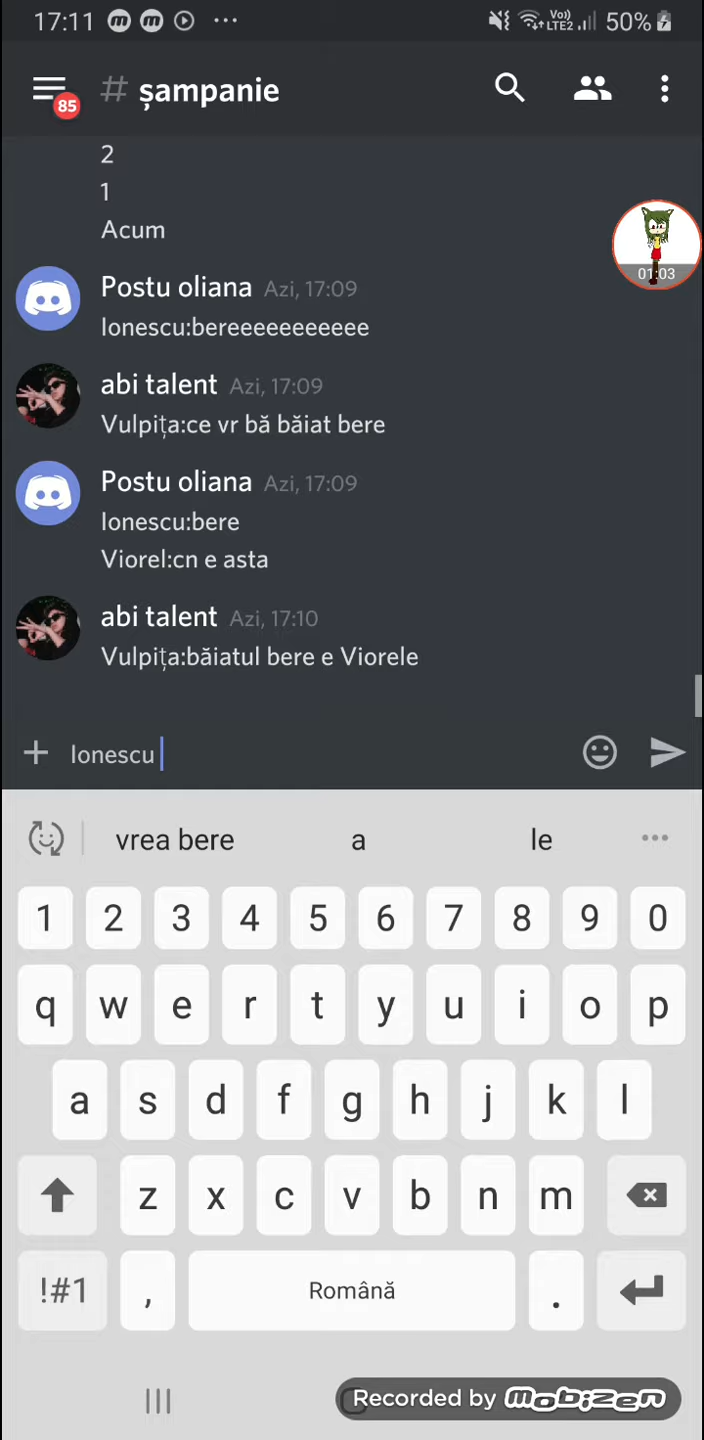 17:11 Vo)) LTE2 50%
85 # șampanie
2
1
Acum
01:03
Postu oliana Azi, 17:09
Ionescu:bereeeeeeeeeee
abi talent Azi, 17:09
Vulpița:ce vr bă băiat bere
Postu oliana Azi, 17:09
Ionescu:bere
Viorel:cn e asta
abi talent Azi, 17:10
Vulpița:băiatul bere e Viorele
Ionescu
vrea bere a le
1 2 3 4 5 6 7 8 9 0
q w e r t y u i o p
a s d f g h j k l
z x c v b n m
!#1 , Română .
Recorded by mobizen